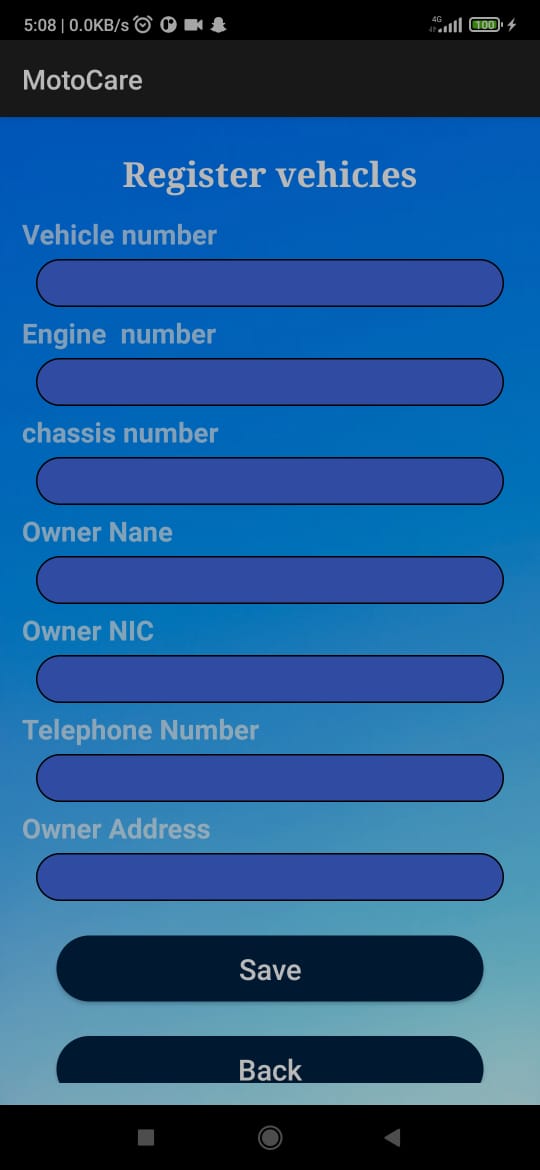 5:08 | 0.0KB/s
4G
100
MotoCare
Register vehicles
Vehicle number
Engine  number
chassis number
Owner Nane
Owner NIC
Telephone Number
Owner Address
Save
Back